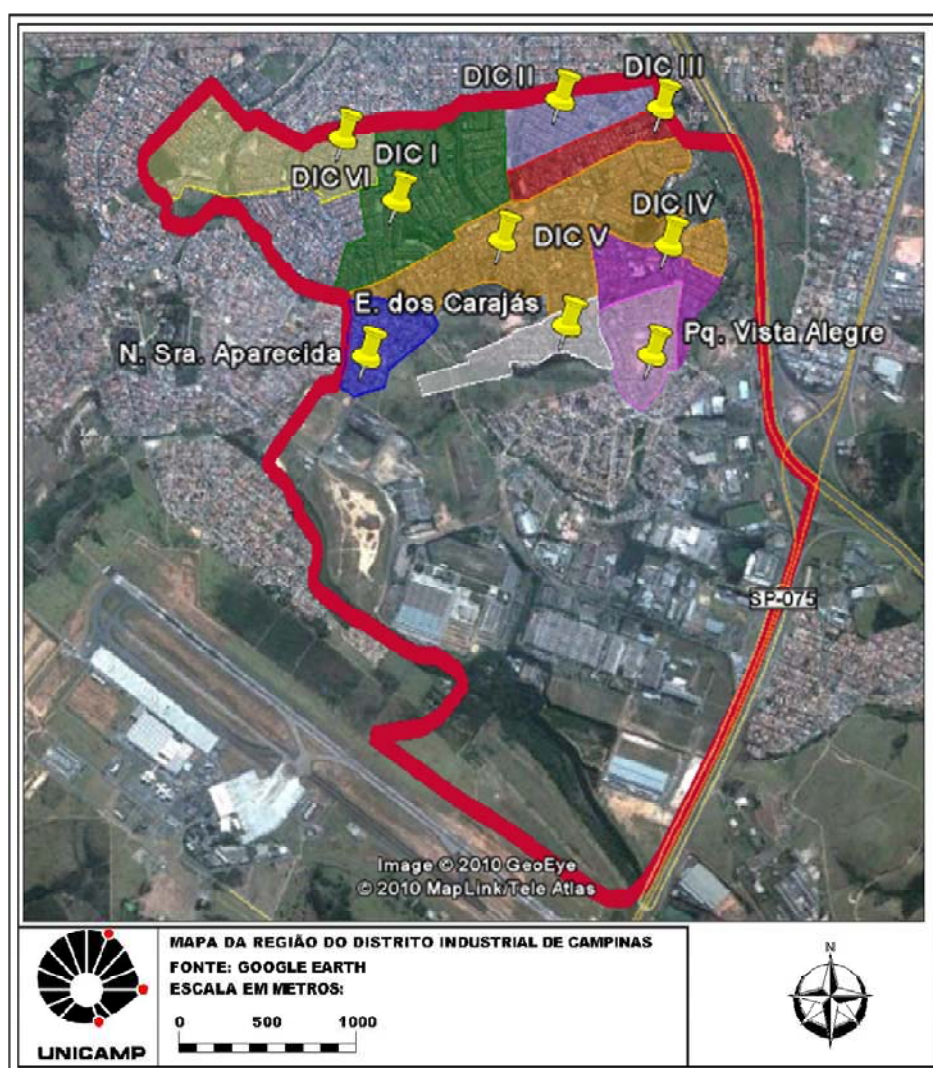 DIC II
DIC III
DIC I
DIC VI
DIC IV
DIC V
E. dos Carajás
Pq. Vista Alegre
N. Sra. Aparecida
SP-075
Image © 2010 GeoEye
© 2010 MapLink/Tele Atlas
MAPA DA REGIÃO DO DISTRITO INDUSTRIAL DE CAMPINAS
FONTE: GOOGLE EARTH
ESCALA EM METROS:
0 500 1000
UNICAMP
N